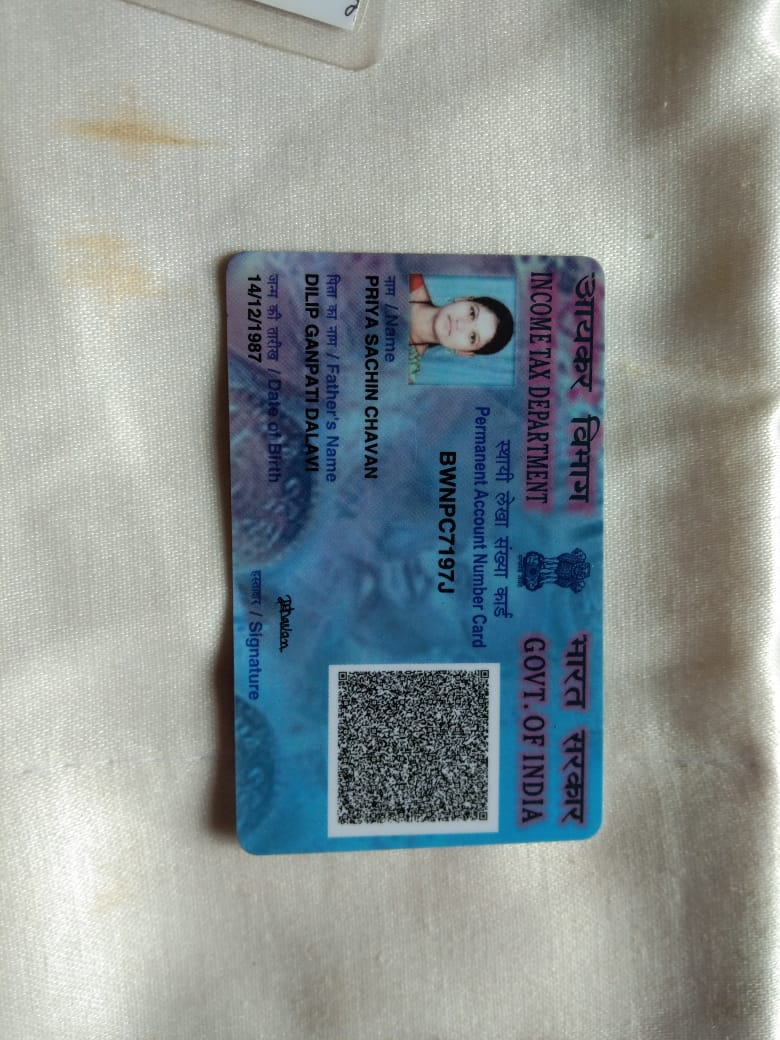 आयकर विभाग भारत सरकार
INCOME TAX DEPARTMENT GOVT. OF INDIA
स्थायी लेखा संख्या कार्ड
Permanent Account Number Card
BWNPC7197J
नाम / Name
PRIYA SACHIN CHAVAN
पिता का नाम / Father's Name
DILIP GANPATI DALAVI
जन्म की तारीख / Date of Birth
14/12/1987
हस्ताक्षर / Signature